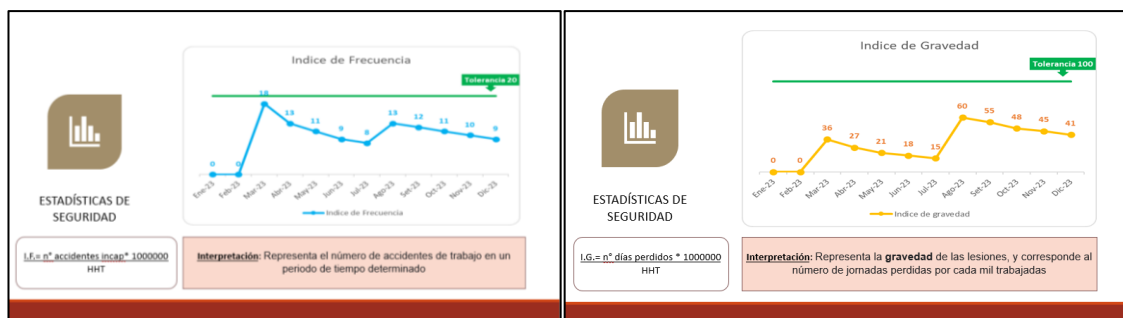 Indice de Frecuencia
Tolerancia 20
0
0
18
13
11
9
8
13
12
11
10
9
Ene-23
Feb-23
Mar-23
Abr-23
May-23
Jun-23
Jul-23
Ago-23
Set-23
Oct-23
Nov-23
Dic-23
Indice de Frecuencia
ESTADÍSTICAS DE
SEGURIDAD
I.F.= n° accidentes incap* 1000000
HHT
Interpretación: Representa el número de accidentes de trabajo en un
periodo de tiempo determinado
Indice de Gravedad
Tolerancia 100
0
0
36
27
21
18
15
60
55
48
45
41
Ene-23
Feb-23
Mar-23
Abr-23
May-23
Jun-23
Jul-23
Ago-23
Set-23
Oct-23
Nov-23
Dic-23
Indice de gravedad
ESTADÍSTICAS DE
SEGURIDAD
I.G.= n° días perdidos * 1000000
HHT
Interpretación: Representa la gravedad de las lesiones, y corresponde al
número de jornadas perdidas por cada mil trabajadas